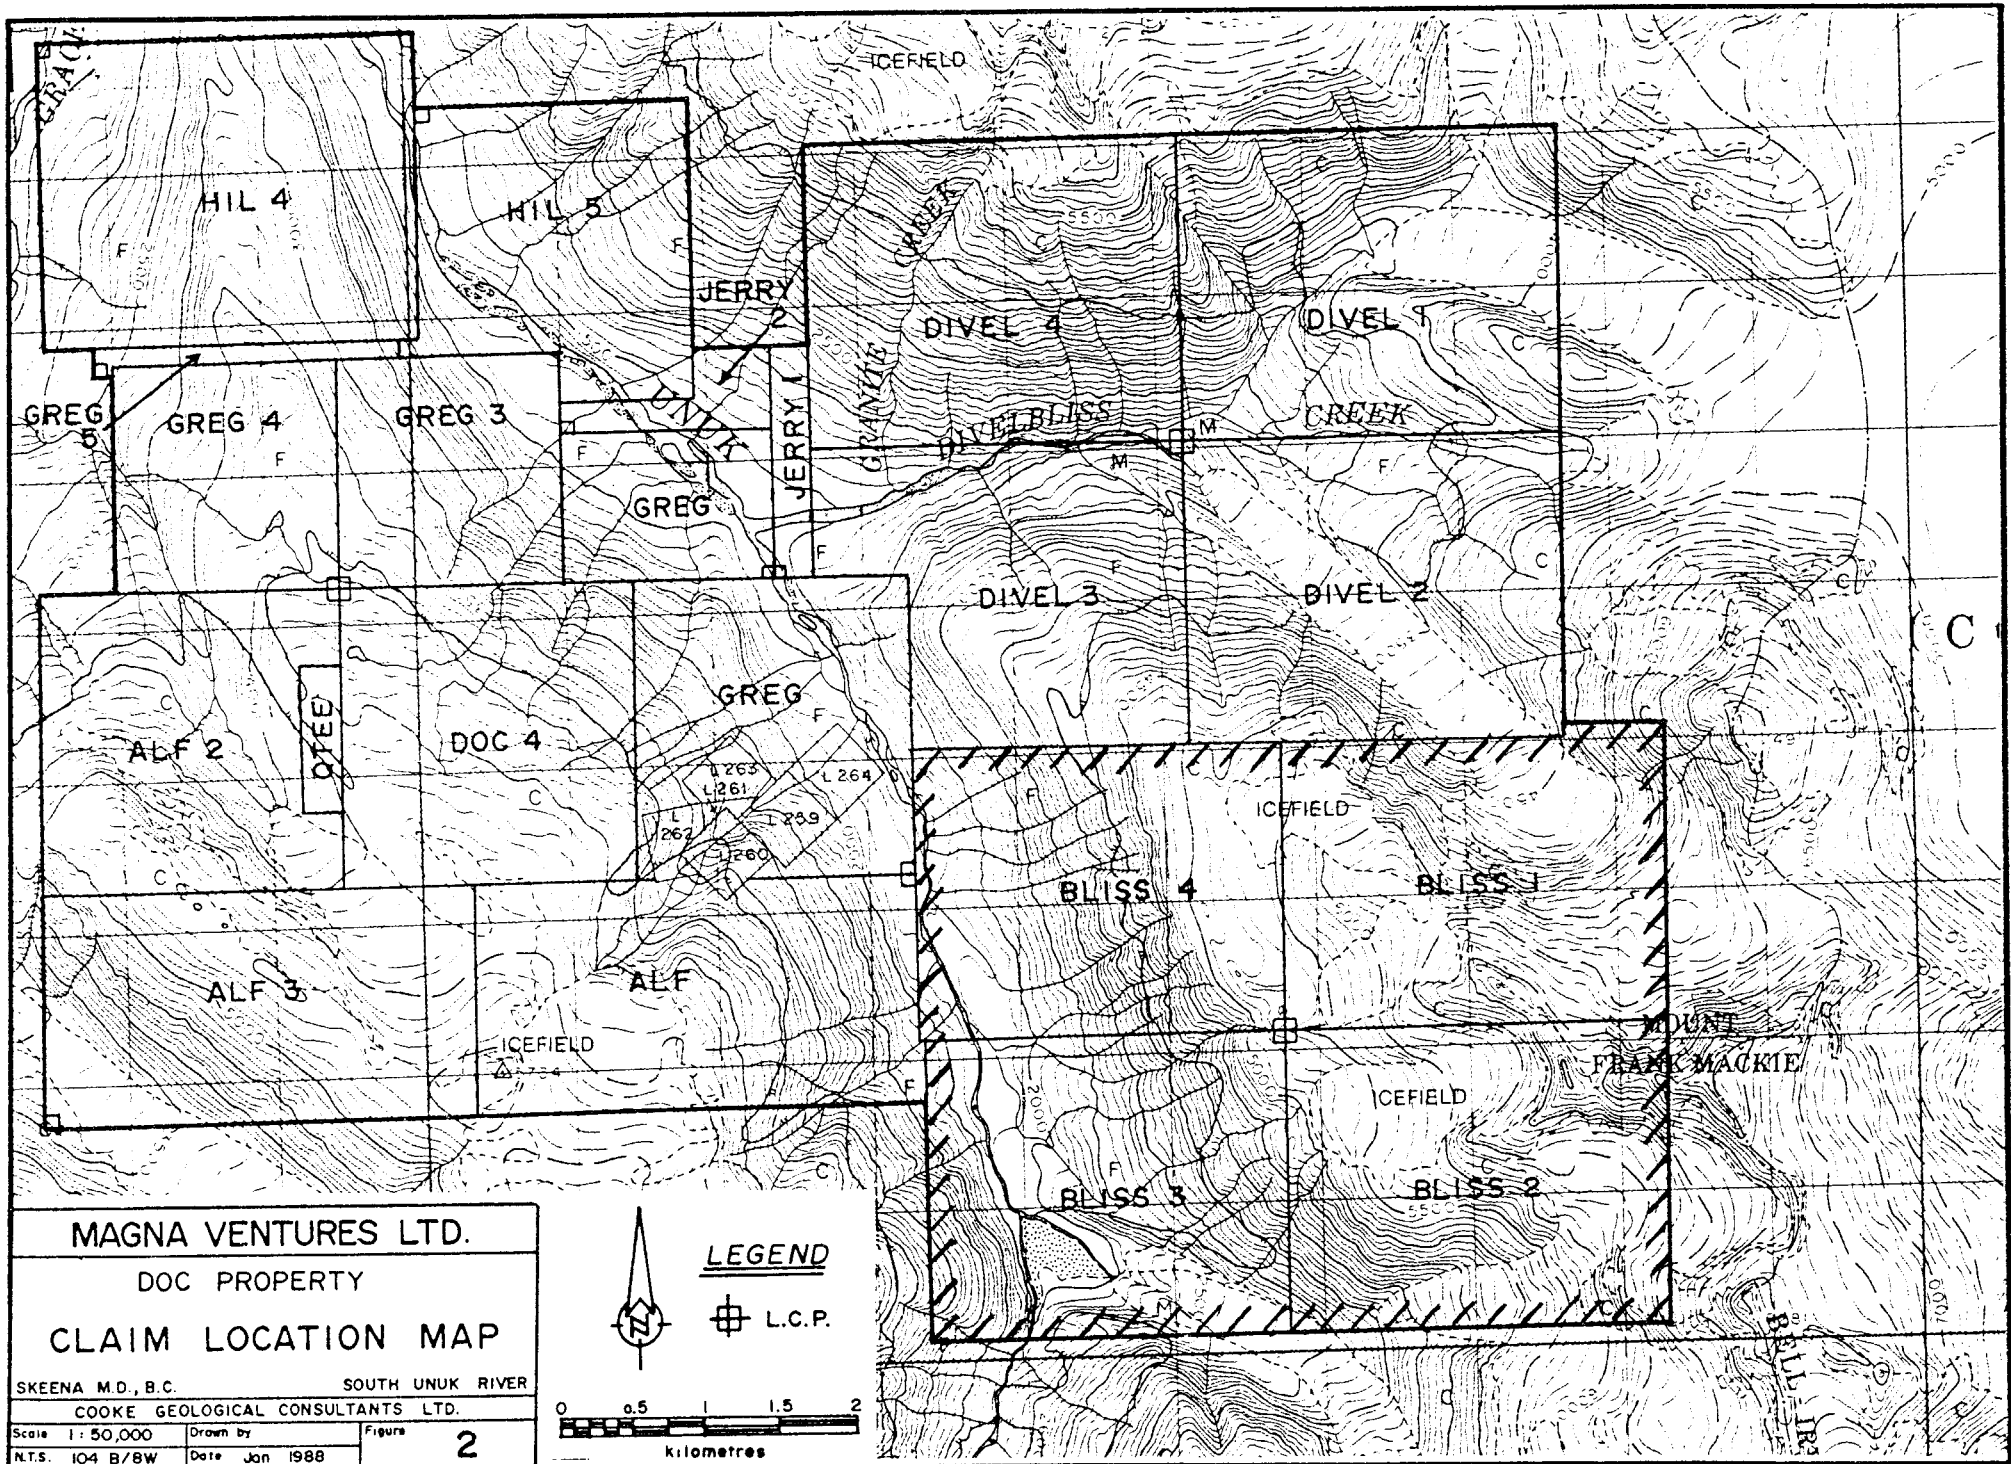 ICEFIELD
HIL 4
HIL 5
F
F
5000
5500
CREEK
C
C
JERRY
2
DIVEL 4
DIVEL 1
C
GREG
5
GREG 4
GREG 3
UNUK
JERRY 1
GRANITE
DIVELBLISS
CREEK
M
M
F
F
F
GREG
F
F
C
C
DIVEL 3
DIVEL 2
C
OTEE
GREG
F
ALF 2
C
DOC 4
C
L 263
L 261
L 264
L 262
L 259
L 260
ICEFIELD
F
BLISS 4
BLISS 1
C
ALF 3
ALF
ICEFIELD
F
MOUNT
FRANK MACKIE
ICEFIELD
2000
F
BLISS 3
BLISS 2
5500
C
7000
MAGNA VENTURES LTD.
DOC PROPERTY
CLAIM LOCATION MAP
SKEENA M.D., B.C.
SOUTH UNUK RIVER
COOKE GEOLOGICAL CONSULTANTS LTD.
Scale 1 : 50,000
Drawn by
Figure 2
N.T.S. 104 B/8W
Date Jan 1988
LEGEND
N
L.C.P.
0 0.5 1 1.5 2
kilometres